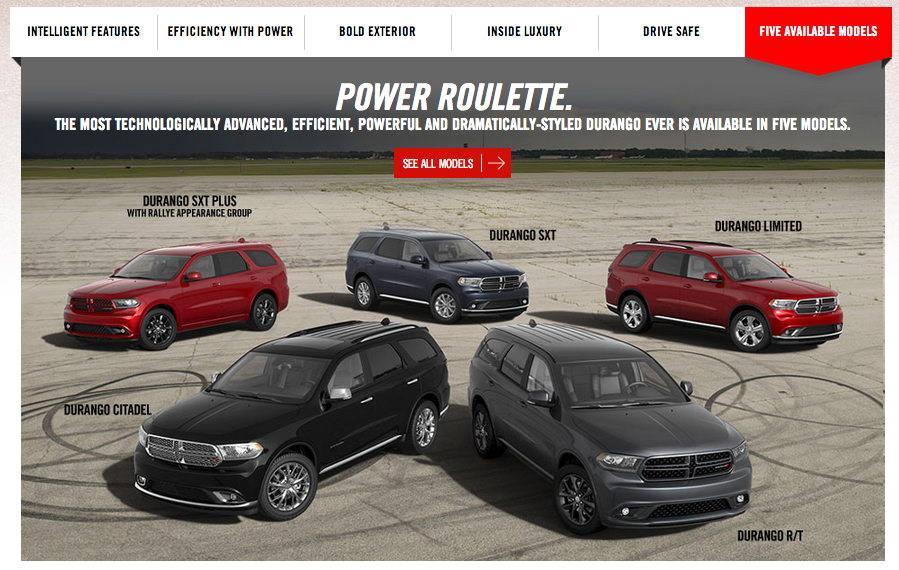 INTELLIGENT FEATURES
EFFICIENCY WITH POWER
BOLD EXTERIOR
INSIDE LUXURY
DRIVE SAFE
FIVE AVAILABLE MODELS
POWER ROULETTE.
THE MOST TECHNOLOGICALLY ADVANCED, EFFICIENT, POWERFUL AND DRAMATICALLY-STYLED DURANGO EVER IS AVAILABLE IN FIVE MODELS.
SEE ALL MODELS
DURANGO SXT PLUS
WITH RALLYE APPEARANCE GROUP
DURANGO SXT
DURANGO LIMITED
DURANGO CITADEL
DURANGO R/T